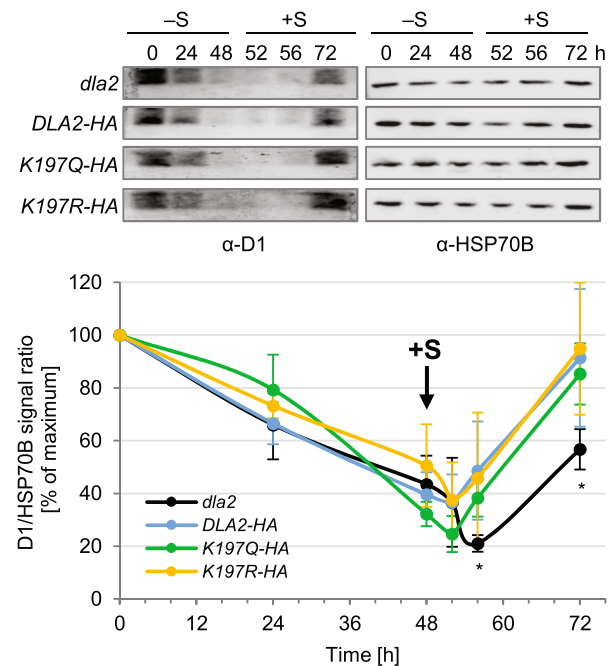 –S +S –S +S
0 24 48 52 56 72 0 24 48 52 56 72 h
dla2
DLA2-HA
K197Q-HA
K197R-HA
α-D1 α-HSP70B
120
100
80
60
40
20
0
D1/HSP70B signal ratio
[% of maximum]
+S
dla2
DLA2-HA
K197Q-HA
K197R-HA
*
*
0 12 24 36 48 60 72
Time [h]